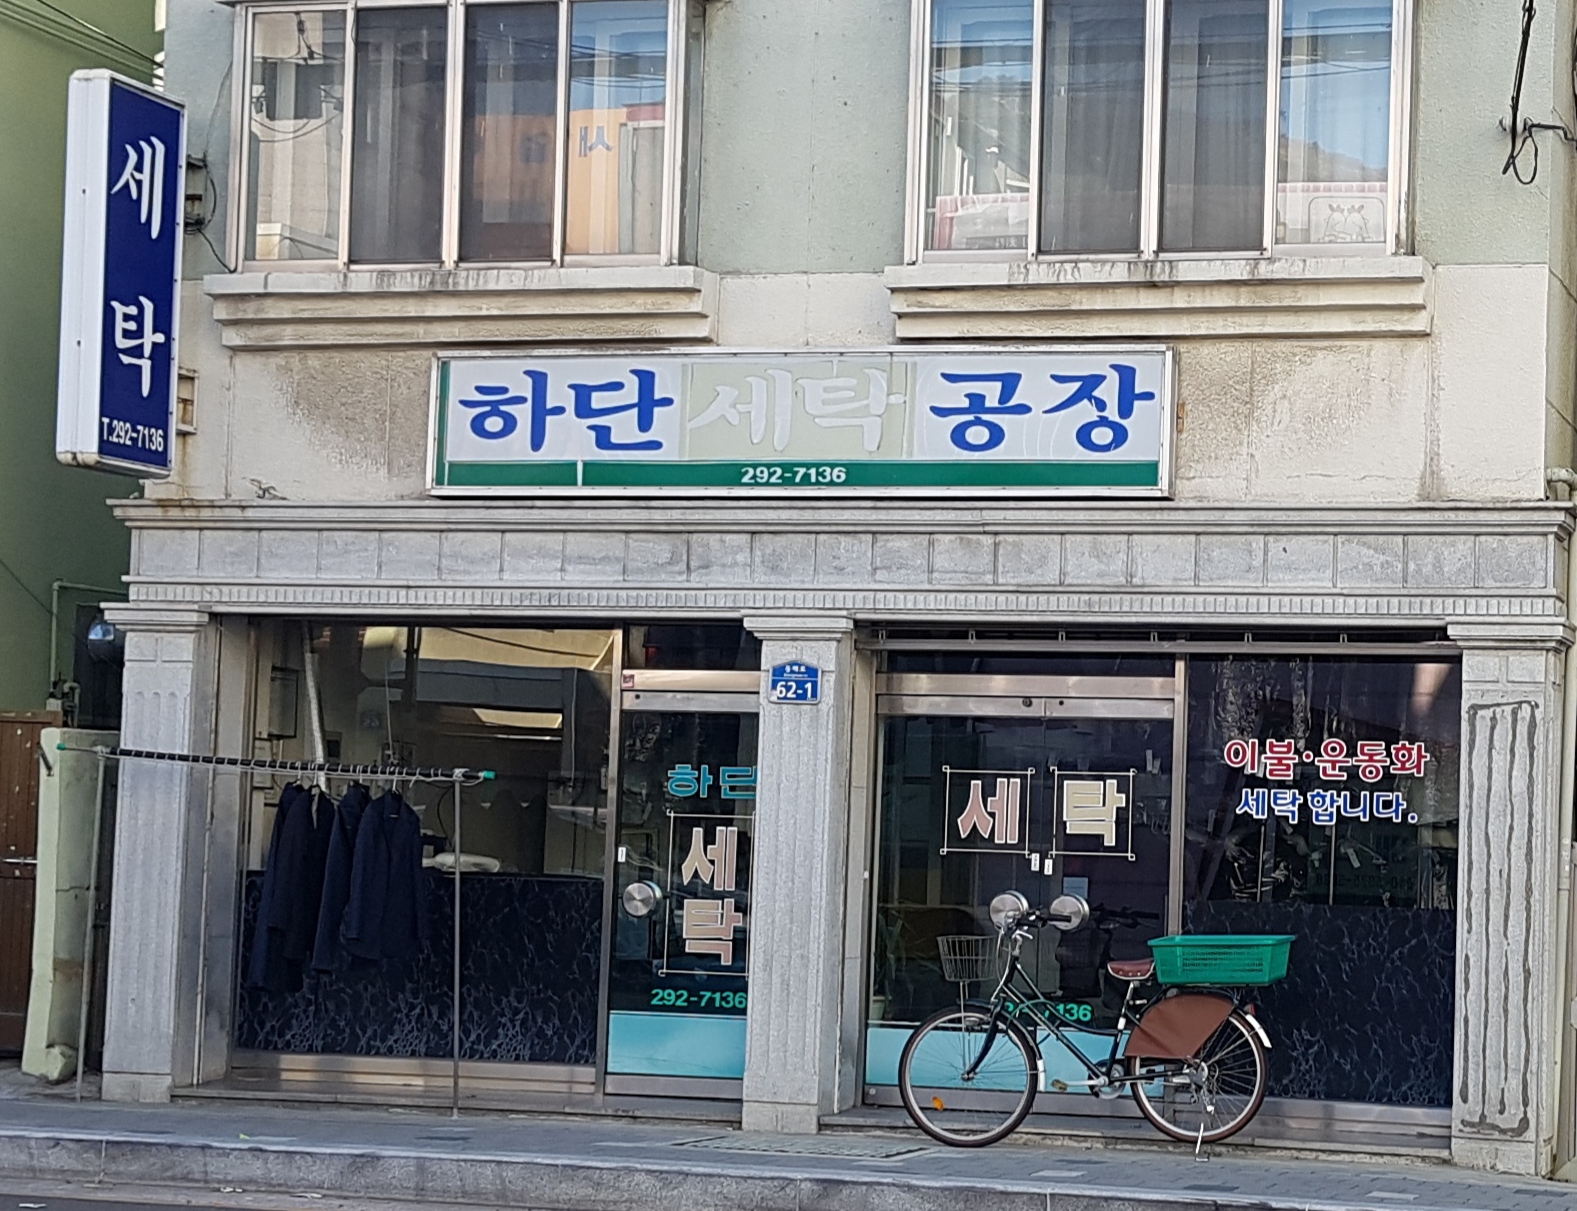 세
탁
T.292-7136
하단세탁공장
292-7136
62-1
하단
세
탁
292-7136
세탁
이불·운동화
세탁합니다.
136